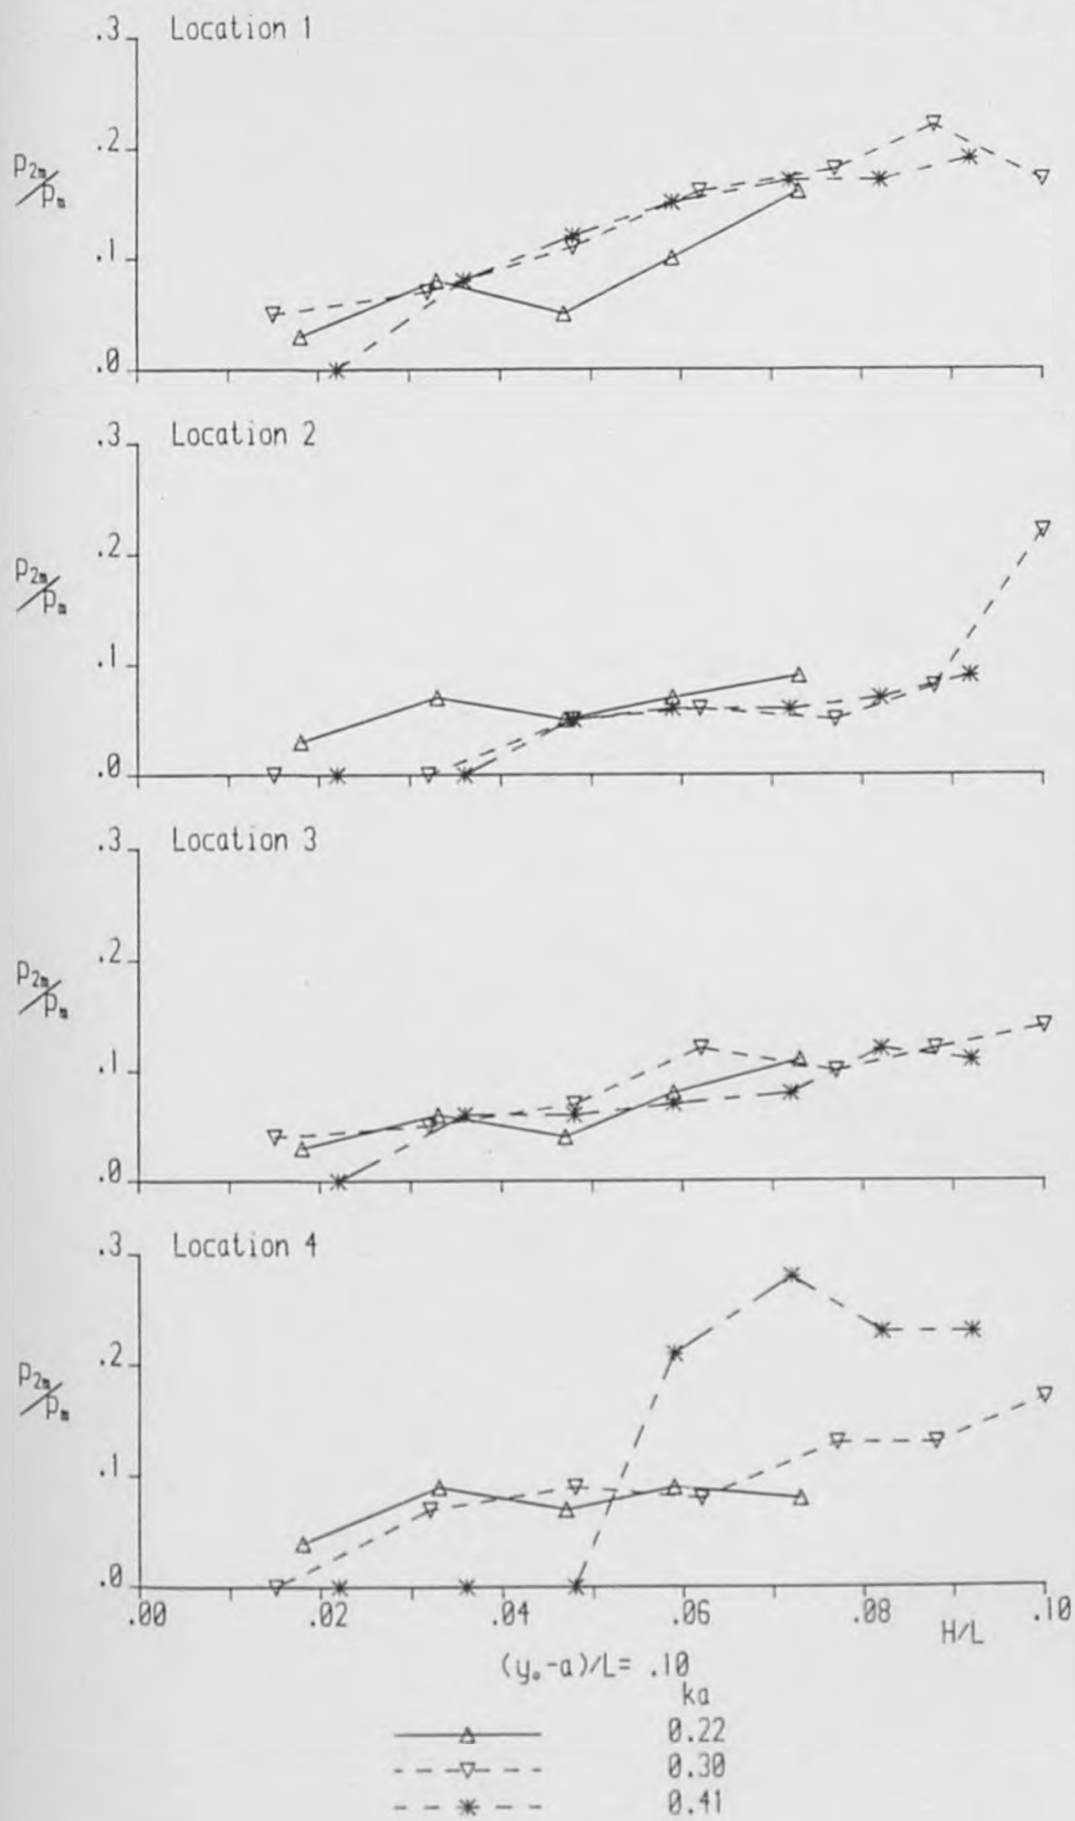 Location 1
.3
.2
.1
.0
P₂ₘ/Pₘ
Location 2
.3
.2
.1
.0
P₂ₘ/Pₘ
Location 3
.3
.2
.1
.0
P₂ₘ/Pₘ
Location 4
.3
.2
.1
.0
P₂ₘ/Pₘ
.00 .02 .04 .06 .08 .10
H/L
(y₀-a)/L= .10
ka
0.22
0.30
0.41